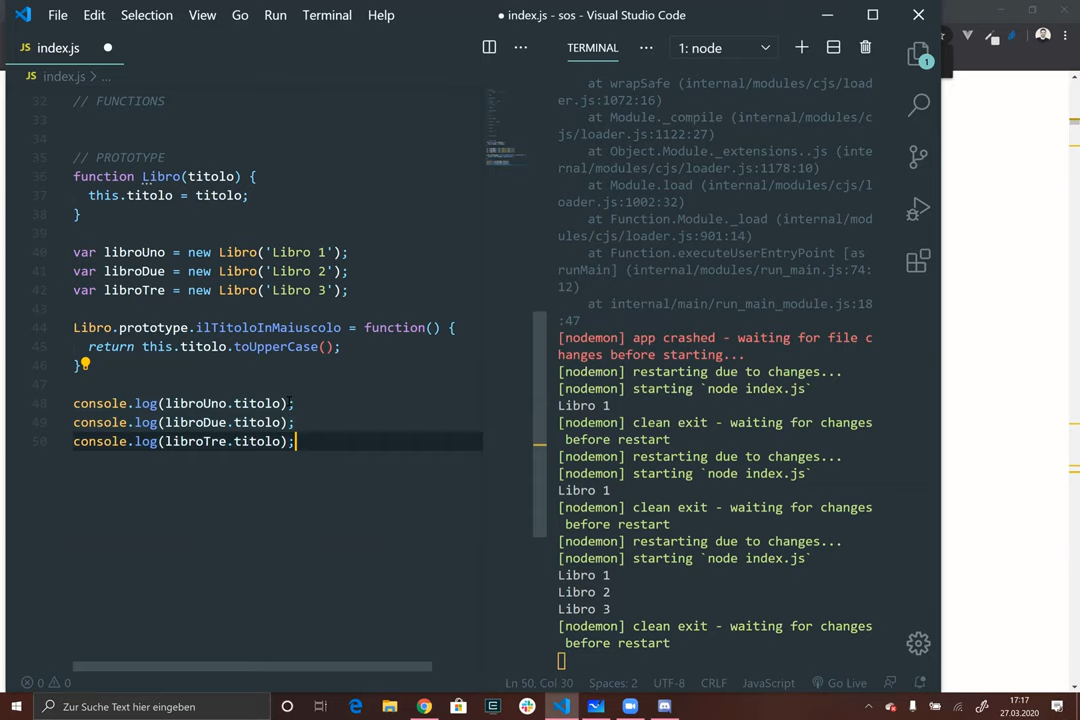 File Edit Selection View Go Run Terminal Help
● index.js - sos - Visual Studio Code
JS index.js ●
TERMINAL ··· 1: node
JS index.js > ...
32 // FUNCTIONS
33
34
35 // PROTOTYPE
36 function Libro(titolo) {
37 this.titolo = titolo;
38 }
40 var libroUno = new Libro('Libro 1');
41 var libroDue = new Libro('Libro 2');
42 var libroTre = new Libro('Libro 3');
43
44 Libro.prototype.ilTitoloInMaiuscolo = function() {
45 return this.titolo.toUpperCase();
46 }
47
48 console.log(libroUno.titolo);
49 console.log(libroDue.titolo);
50 console.log(libroTre.titolo);
at wrapSafe (internal/modules/cjs/load
er.js:1072:16)
at Module._compile (internal/modules/c
js/loader.js:1122:27)
at Object.Module._extensions..js (inte
rnal/modules/cjs/loader.js:1178:10)
at Module.load (internal/modules/cjs/l
oader.js:1002:32)
at Function.Module._load (internal/mod
ules/cjs/loader.js:901:14)
at Function.executeUserEntryPoint [as
runMain] (internal/modules/run_main.js:74:
12)
at internal/main/run_main_module.js:18
:47
[nodemon] app crashed - waiting for file c
hanges before starting...
[nodemon] restarting due to changes...
[nodemon] starting `node index.js`
Libro 1
[nodemon] clean exit - waiting for changes
before restart
[nodemon] restarting due to changes...
[nodemon] starting `node index.js`
Libro 1
[nodemon] clean exit - waiting for changes
before restart
[nodemon] restarting due to changes...
[nodemon] starting `node index.js`
Libro 1
Libro 2
Libro 3
[nodemon] clean exit - waiting for changes
before restart
1
0 0 Ln 50, Col 30 Spaces: 2 UTF-8 CRLF JavaScript Go Live
Zur Suche Text hier eingeben
17:17
27.03.2020